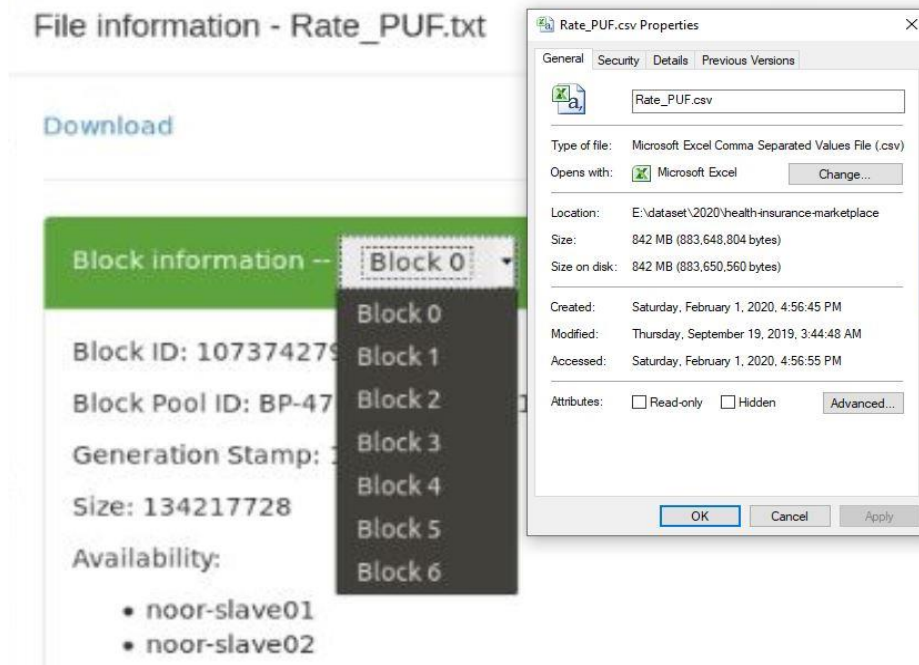 File information - Rate_PUF.txt
Download
Block information -- Block 0
Block 0
Block 1
Block 2
Block 3
Block 4
Block 5
Block 6
Block ID: 107374279
Block Pool ID: BP-47
Generation Stamp:
Size: 134217728
Availability:
• noor-slave01
• noor-slave02
Rate_PUF.csv Properties
General Security Details Previous Versions
Rate_PUF.csv
Type of file: Microsoft Excel Comma Separated Values File (.csv)
Opens with: Microsoft Excel Change...
Location: E:\dataset\2020\health-insurance-marketplace
Size: 842 MB (883,648,804 bytes)
Size on disk: 842 MB (883,650,560 bytes)
Created: Saturday, February 1, 2020, 4:56:45 PM
Modified: Thursday, September 19, 2019, 3:44:48 AM
Accessed: Saturday, February 1, 2020, 4:56:55 PM
Attributes: Read-only Hidden Advanced...
OK Cancel Apply